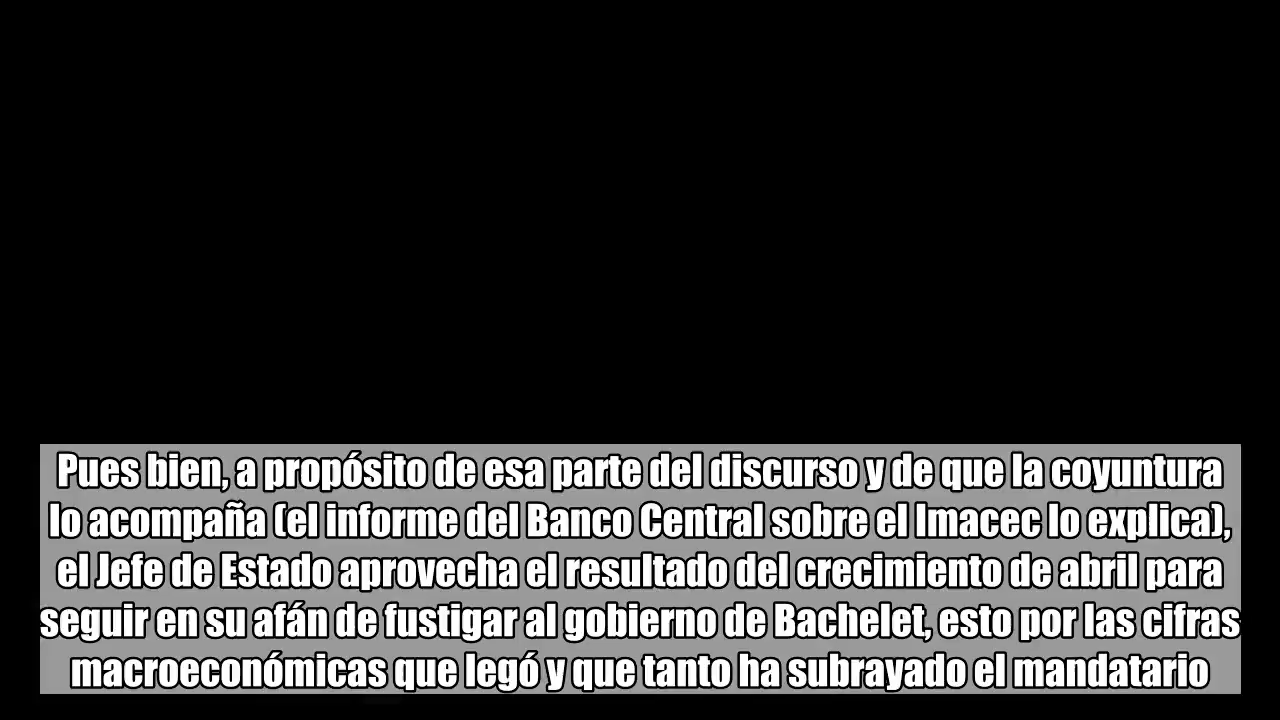 Pues bien, a propósito de esa parte del discurso y de que la coyuntura
lo acompaña (el informe del Banco Central sobre el Imacec lo explica),
el Jefe de Estado aprovecha el resultado del crecimiento de abril para
seguir en su afán de fustigar al gobierno de Bachelet, esto por las cifras
macroeconómicas que legó y que tanto ha subrayado el mandatario